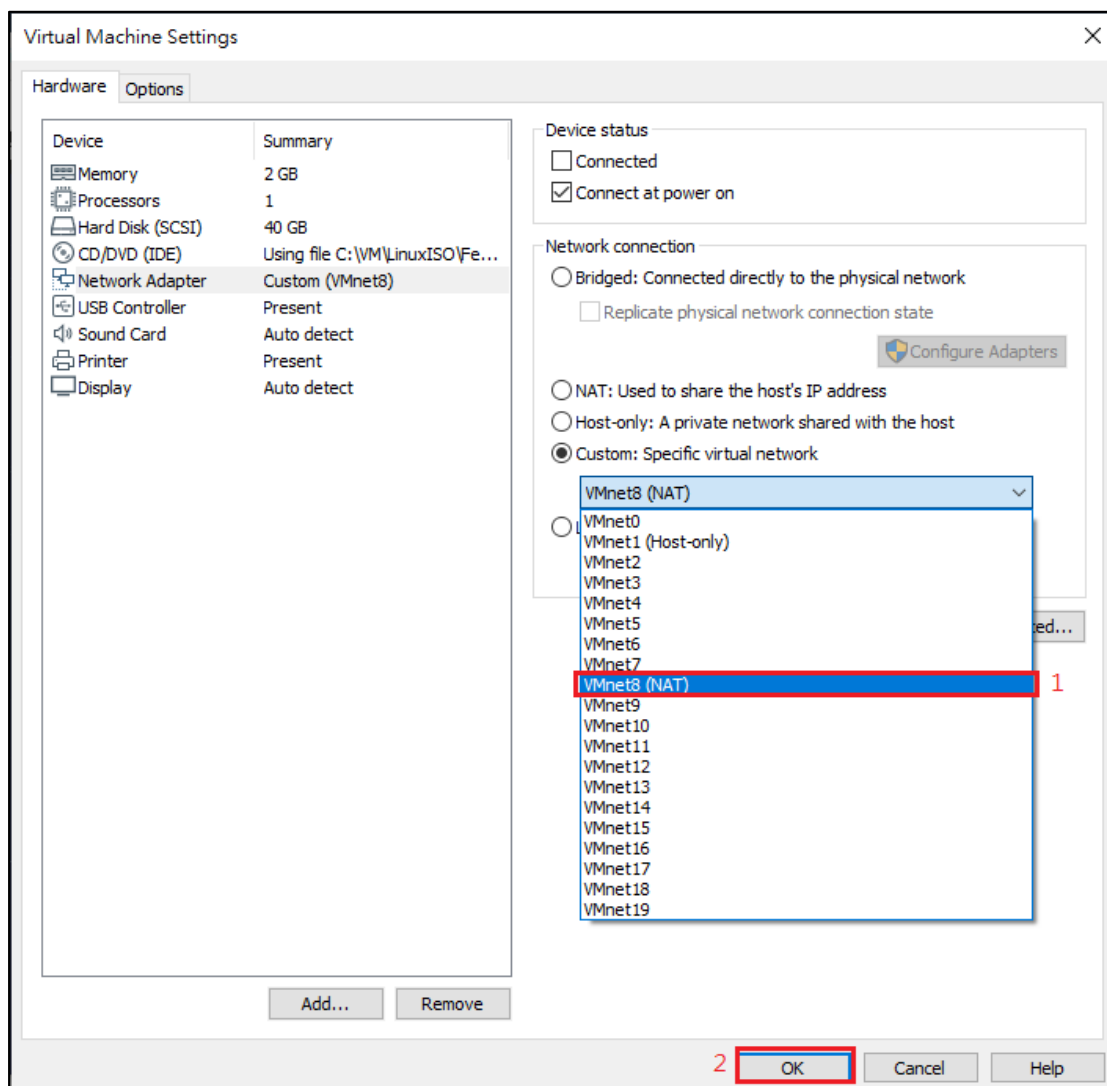 Virtual Machine Settings
Hardware Options
Device Summary
Memory 2 GB
Processors 1
Hard Disk (SCSI) 40 GB
CD/DVD (IDE) Using file C:\VM\LinuxISO\Fe...
Network Adapter Custom (VMnet8)
USB Controller Present
Sound Card Auto detect
Printer Present
Display Auto detect
Add... Remove
Device status
Connected
Connect at power on
Network connection
Bridged: Connected directly to the physical network
Replicate physical network connection state
Configure Adapters
NAT: Used to share the host's IP address
Host-only: A private network shared with the host
Custom: Specific virtual network
VMnet8 (NAT)
VMnet0
VMnet1 (Host-only)
VMnet2
VMnet3
VMnet4
VMnet5
VMnet6
VMnet7
VMnet8 (NAT) 1
VMnet9
VMnet10
VMnet11
VMnet12
VMnet13
VMnet14
VMnet15
VMnet16
VMnet17
VMnet18
VMnet19
2 OK Cancel Help